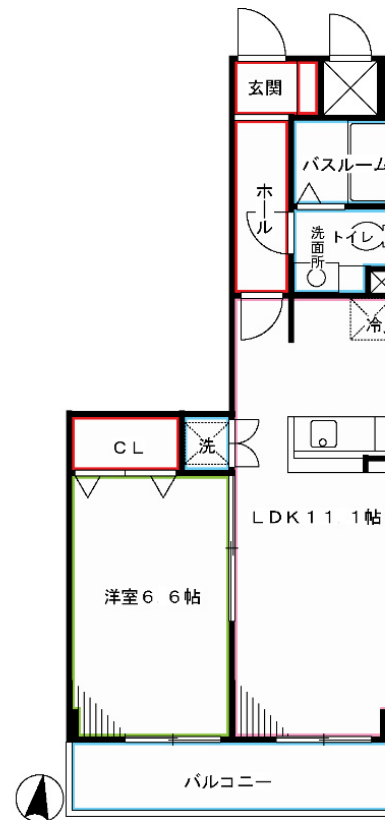 玄関
バスルーム
ホール
洗面所
トイレ
冷
CL
洗
LDK11.1帖
洋室6.6帖
バルコニー